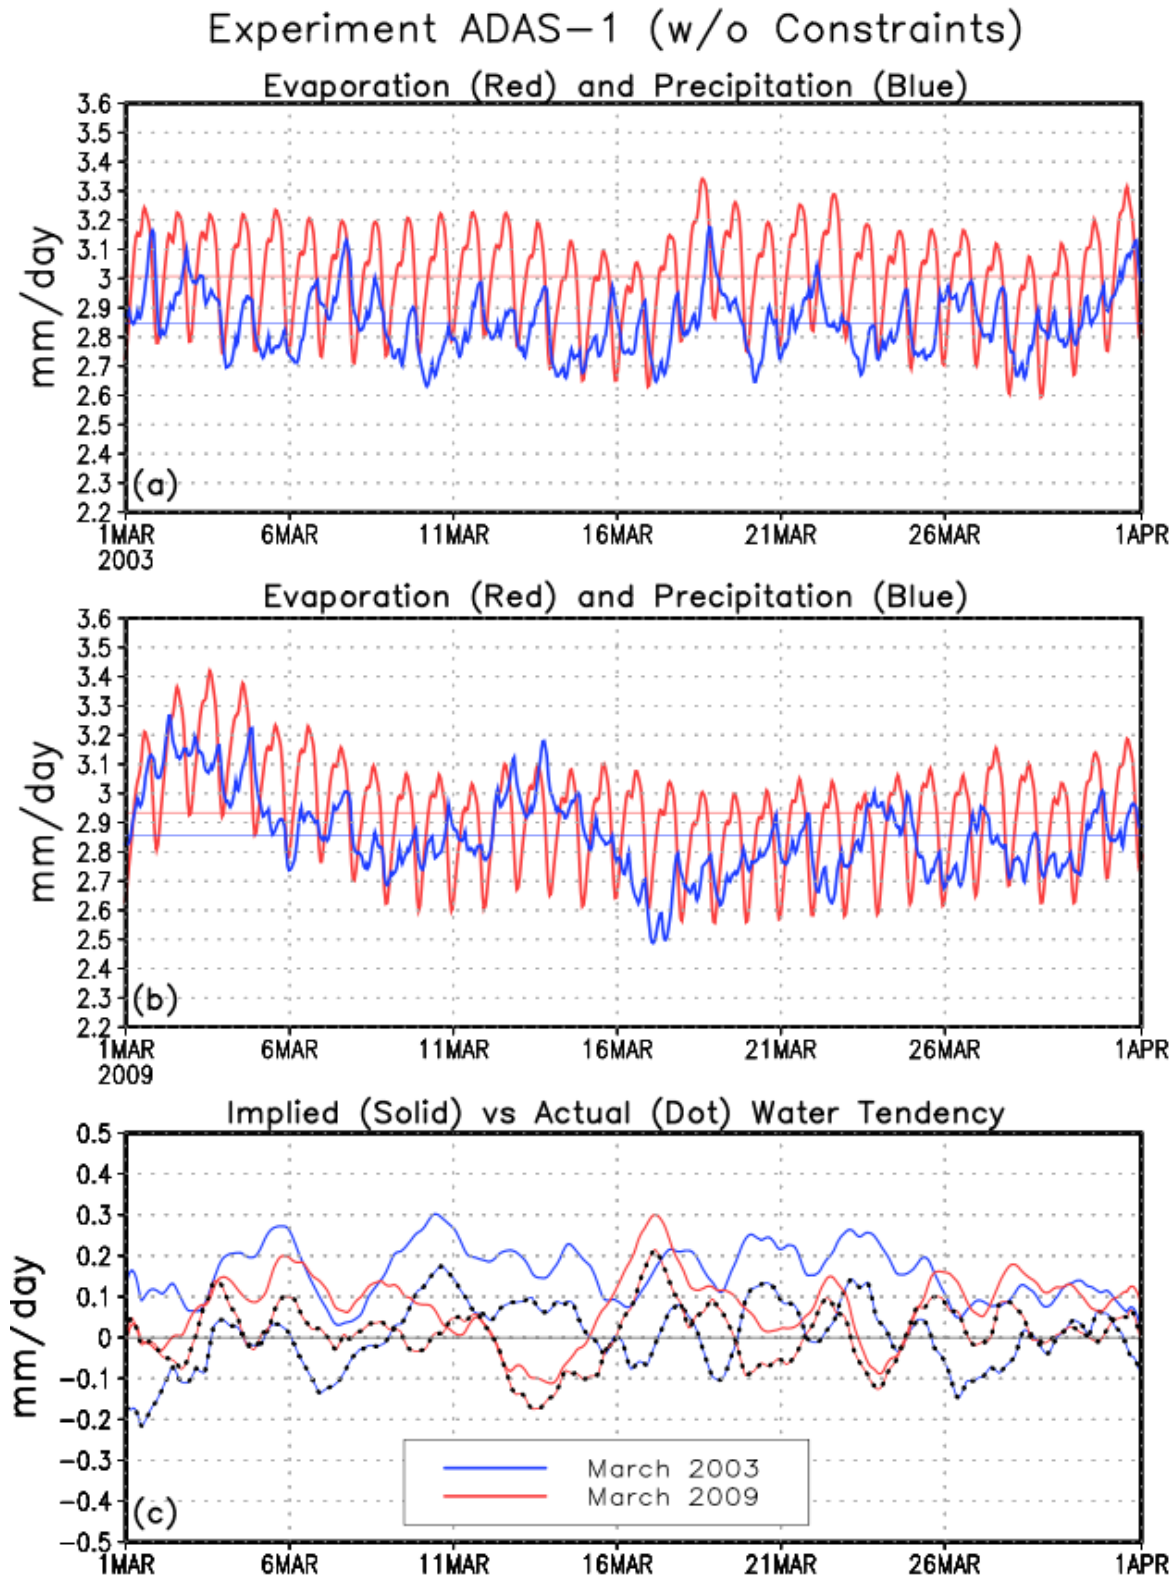 Experiment ADAS-1 (w/o Constraints)
Evaporation (Red) and Precipitation (Blue)
3.6
3.5
3.4
3.3
3.2
3.1
3
2.9
2.8
2.7
2.6
2.5
2.4
2.3
2.2
mm/day
(a)
1MAR 6MAR 11MAR 16MAR 21MAR 26MAR 1APR
2003
Evaporation (Red) and Precipitation (Blue)
3.6
3.5
3.4
3.3
3.2
3.1
3
2.9
2.8
2.7
2.6
2.5
2.4
2.3
2.2
mm/day
(b)
1MAR 6MAR 11MAR 16MAR 21MAR 26MAR 1APR
2009
Implied (Solid) vs Actual (Dot) Water Tendency
0.5
0.4
0.3
0.2
0.1
0
-0.1
-0.2
-0.3
-0.4
-0.5
mm/day
March 2003
March 2009
(c)
1MAR 6MAR 11MAR 16MAR 21MAR 26MAR 1APR